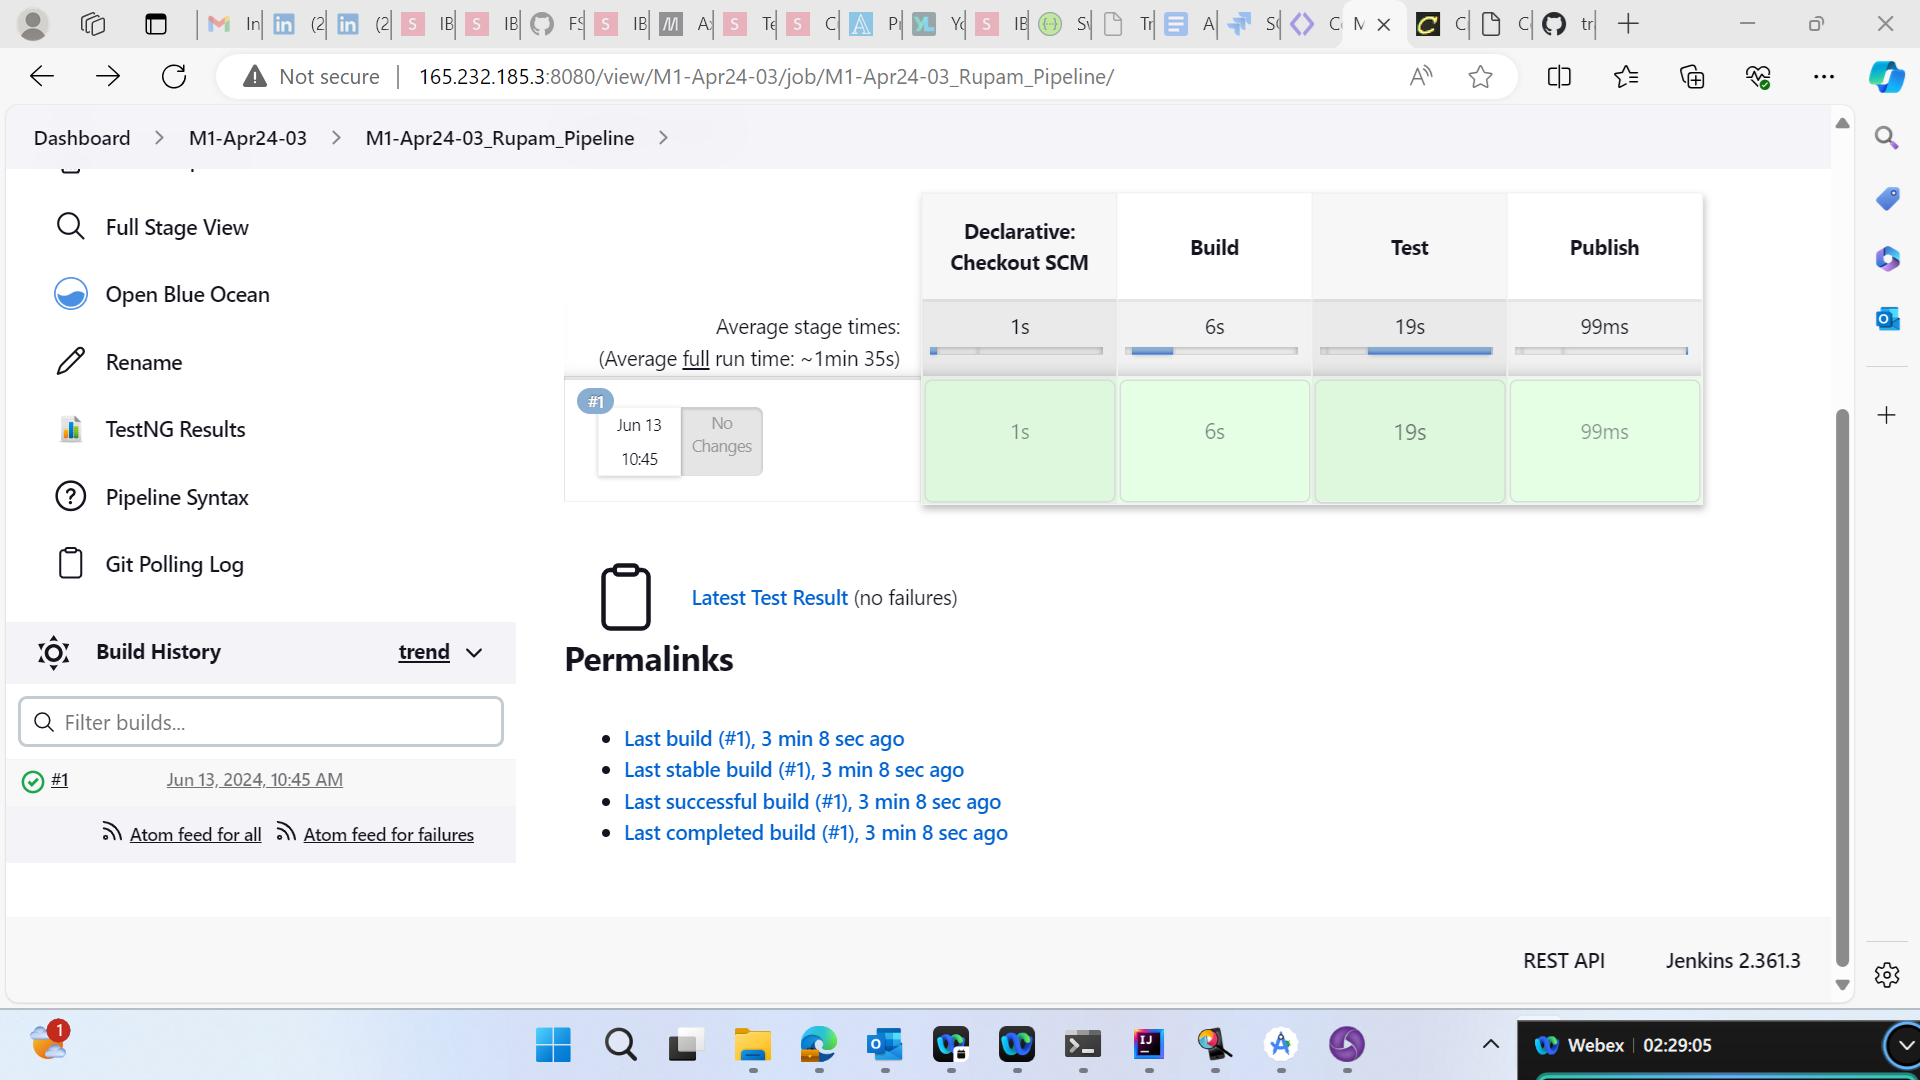 In
(2
(2
IB
IB
FS
IB
Ax
Te
C
Pr
Yo
IB
Sv
Tr
A
SC
Co
M
C
C
tr
Not secure
165.232.185.3:8080/view/M1-Apr24-03/job/M1-Apr24-03_Rupam_Pipeline/
Dashboard
M1-Apr24-03
M1-Apr24-03_Rupam_Pipeline
Full Stage View
Open Blue Ocean
Rename
TestNG Results
Pipeline Syntax
Git Polling Log
Build History
trend
Filter builds...
#1
Jun 13, 2024, 10:45 AM
Atom feed for all
Atom feed for failures
Declarative:
Checkout SCM
Build
Test
Publish
Average stage times:
(Average full run time: ~1min 35s)
1s
6s
19s
99ms
#1
Jun 13
10:45
No
Changes
1s
6s
19s
99ms
Latest Test Result (no failures)
Permalinks
Last build (#1), 3 min 8 sec ago
Last stable build (#1), 3 min 8 sec ago
Last successful build (#1), 3 min 8 sec ago
Last completed build (#1), 3 min 8 sec ago
REST API
Jenkins 2.361.3
1
Webex
02:29:05